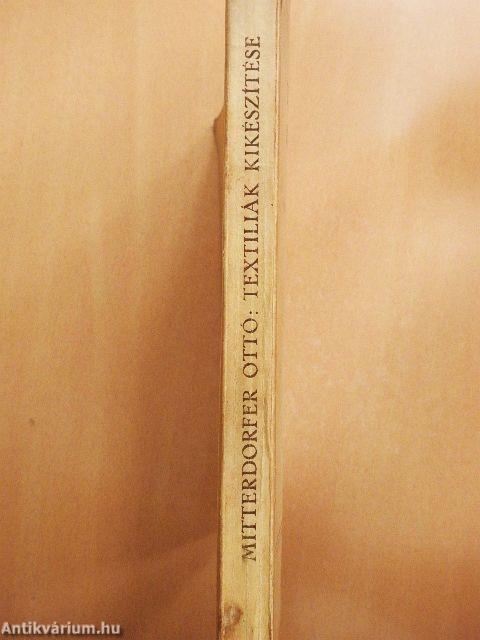 MITTERDORFER OTTÓ: TEXTILIÁK KIKÉSZÍTÉSE
Antikvárium.hu